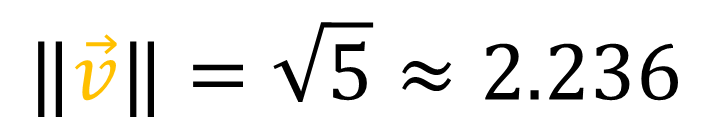 ‖v⃗‖ = √5 ≈ 2.236